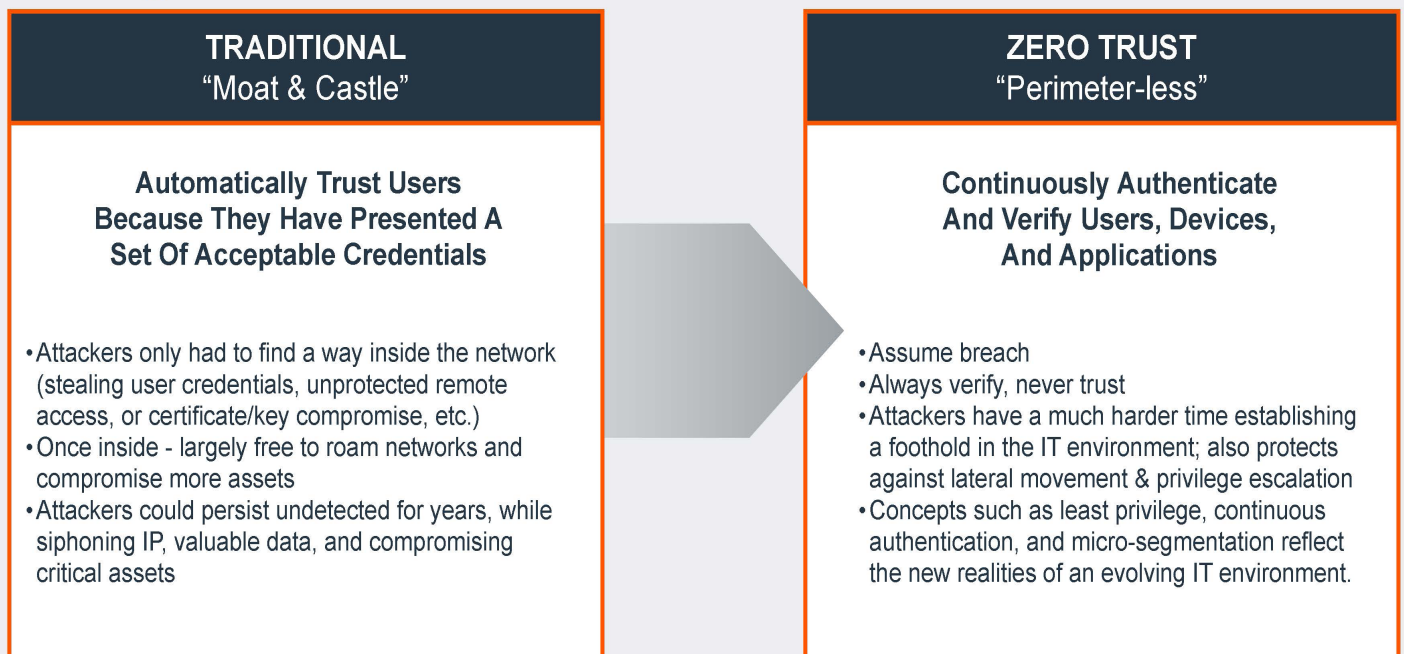 TRADITIONAL
“Moat & Castle”
Automatically Trust Users
Because They Have Presented A
Set Of Acceptable Credentials
•Attackers only had to find a way inside the network
(stealing user credentials, unprotected remote
access, or certificate/key compromise, etc.)
•Once inside - largely free to roam networks and
compromise more assets
•Attackers could persist undetected for years, while
siphoning IP, valuable data, and compromising
critical assets
ZERO TRUST
“Perimeter-less”
Continuously Authenticate
And Verify Users, Devices,
And Applications
•Assume breach
•Always verify, never trust
•Attackers have a much harder time establishing
a foothold in the IT environment; also protects
against lateral movement & privilege escalation
•Concepts such as least privilege, continuous
authentication, and micro-segmentation reflect
the new realities of an evolving IT environment.